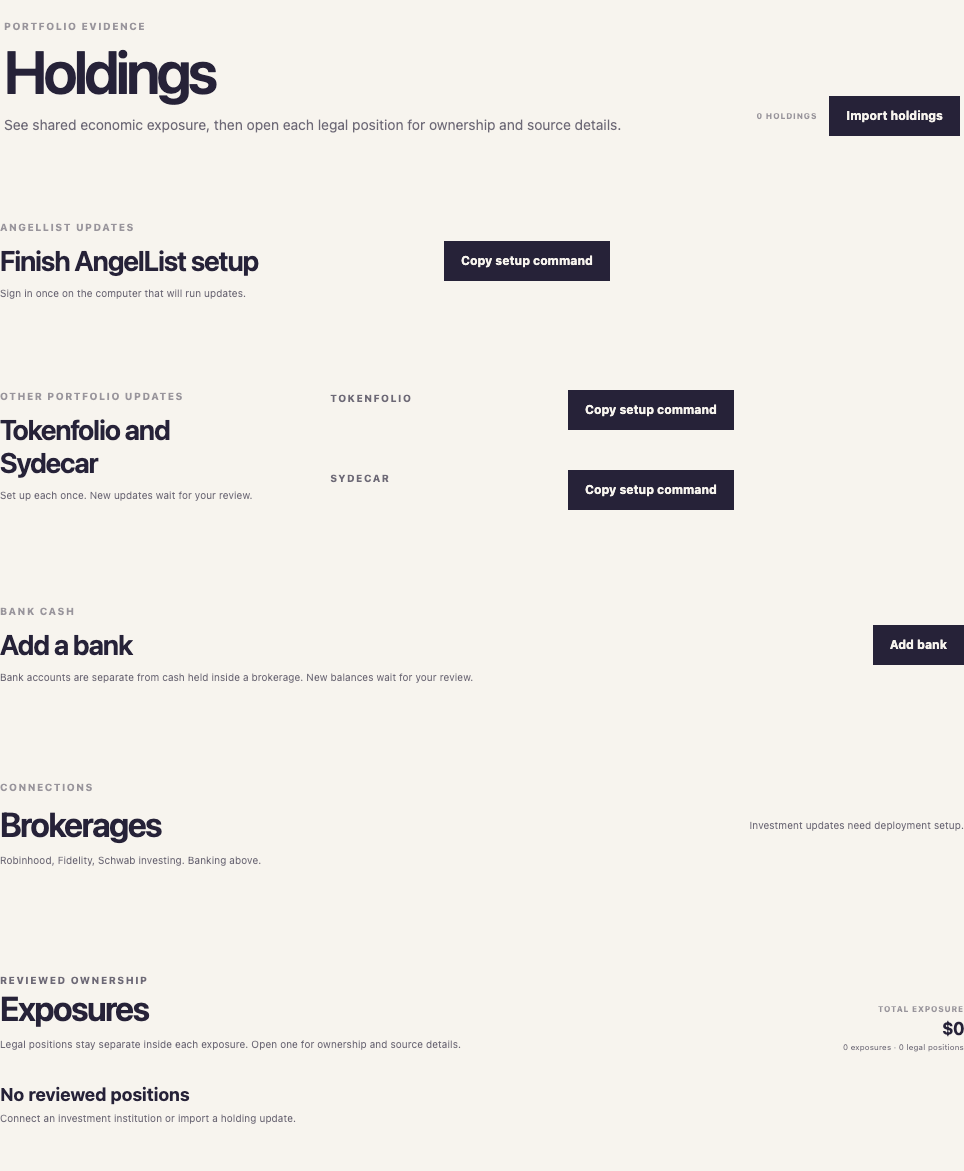 PORTFOLIO EVIDENCE
Holdings
See shared economic exposure, then open each legal position for ownership and source details.
0 HOLDINGS
Import holdings
ANGELLIST UPDATES
Finish AngelList setup
Sign in once on the computer that will run updates.
Copy setup command
OTHER PORTFOLIO UPDATES
Tokenfolio and
Sydecar
Set up each once. New updates wait for your review.
TOKENFOLIO
Copy setup command
SYDECAR
Copy setup command
BANK CASH
Add a bank
Bank accounts are separate from cash held inside a brokerage. New balances wait for your review.
Add bank
CONNECTIONS
Brokerages
Robinhood, Fidelity, Schwab investing. Banking above.
Investment updates need deployment setup.
REVIEWED OWNERSHIP
Exposures
Legal positions stay separate inside each exposure. Open one for ownership and source details.
TOTAL EXPOSURE
$0
0 exposures · 0 legal positions
No reviewed positions
Connect an investment institution or import a holding update.